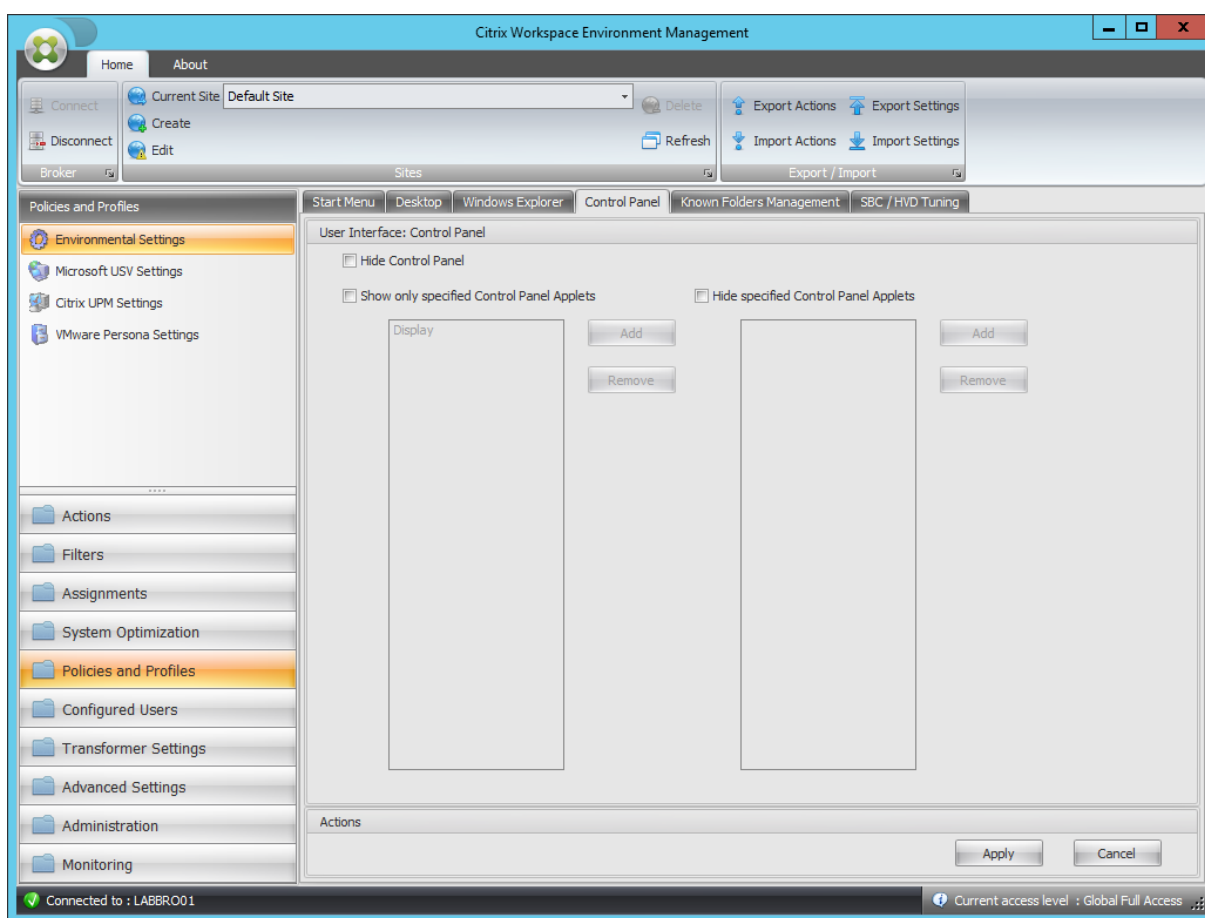 Citrix Workspace Environment Management
Home
About
Connect
Disconnect
Broker
Current Site
Default Site
Create
Edit
Delete
Refresh
Sites
Export Actions
Export Settings
Import Actions
Import Settings
Export / Import
Policies and Profiles
Environmental Settings
Microsoft USV Settings
Citrix UPM Settings
VMware Persona Settings
Actions
Filters
Assignments
System Optimization
Policies and Profiles
Configured Users
Transformer Settings
Advanced Settings
Administration
Monitoring
Start Menu
Desktop
Windows Explorer
Control Panel
Known Folders Management
SBC / HVD Tuning
User Interface: Control Panel
Hide Control Panel
Show only specified Control Panel Applets
Hide specified Control Panel Applets
Display
Add
Remove
Add
Remove
Actions
Apply
Cancel
Connected to : LABBRO01
Current access level : Global Full Access